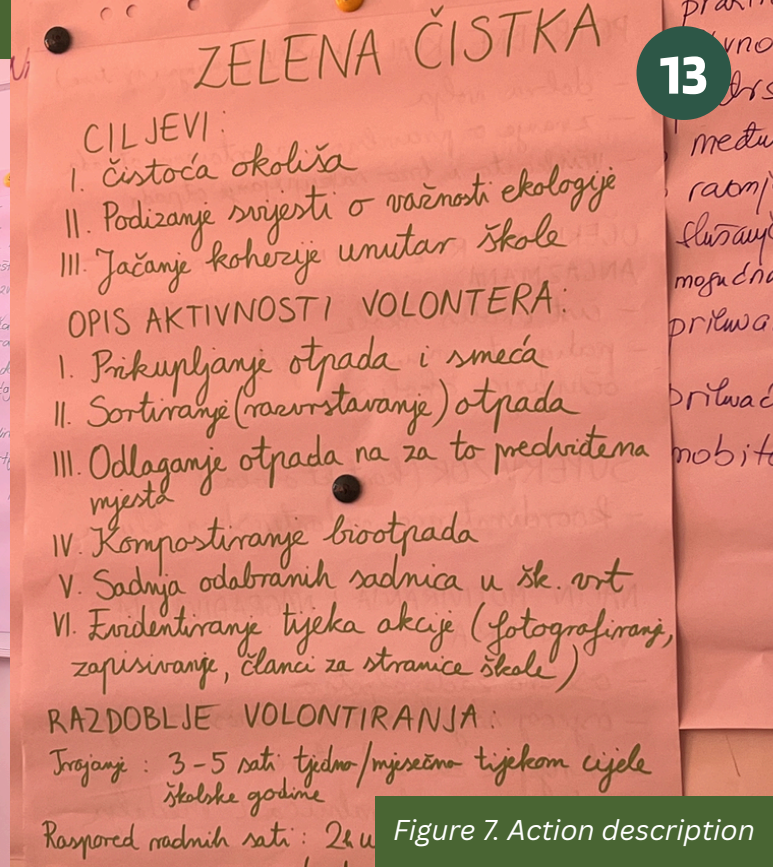 ZELENA ČISTKA
13
CILJEVI:
I. Čistoća okoliša
II. Podizanje svijesti o važnosti ekologije
III. Jačanje kohezije unutar škole
OPIS AKTIVNOSTI VOLONTERA:
I. Prikupljanje otpada i smeća
II. Sortiranje (razvrstavanje) otpada
III. Odlaganje otpada na za to predviđena
mjesta
IV. Kompostiranje biootpada
V. Sadnja odabranih sadnica u šk. vrt
VI. Evidentiranje tijeka akcije (fotografiranje,
zapisivanje, članci za stranice škole)
RAZDOBLJE VOLONTIRANJA:
Trajanje: 3-5 sati tjedno/mjesečno tijekom cijele
školske godine
Raspored radnih sati: 2h u
među
mobit
Figure 7. Action description